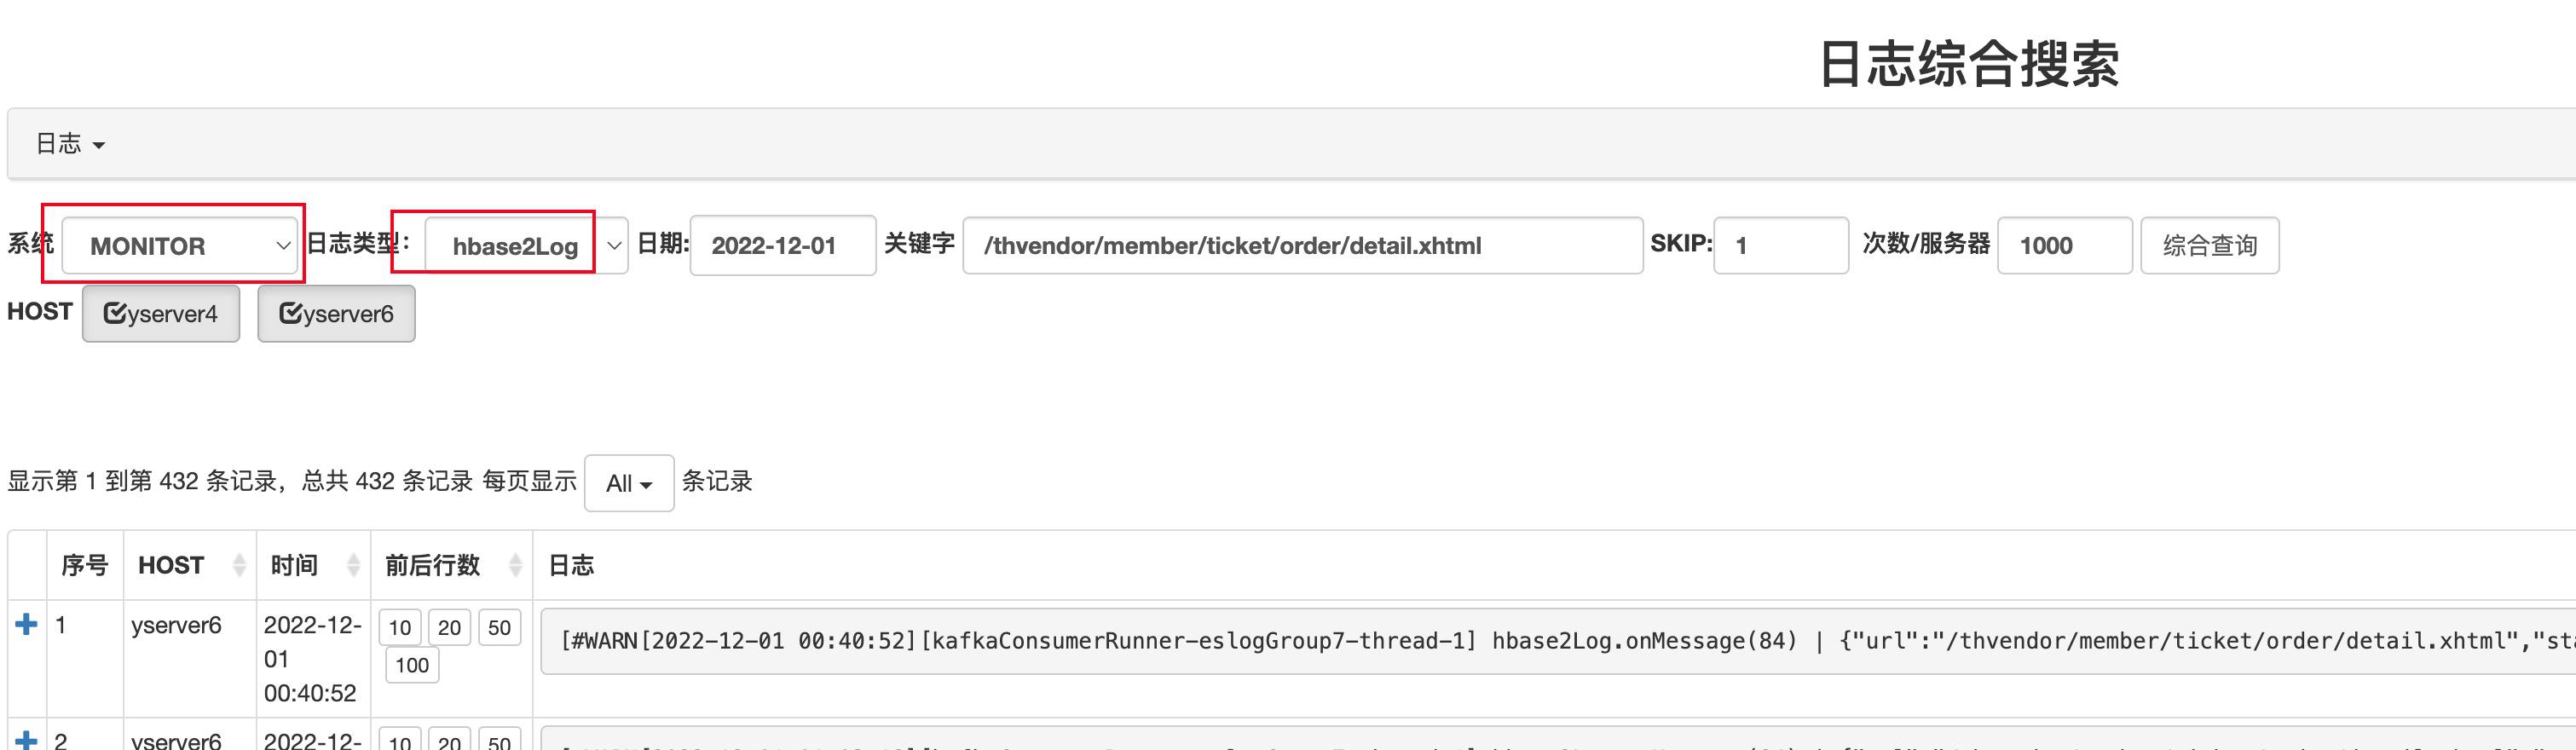 日志综合搜索
日志
系统 MONITOR 日志类型： hbase2Log 日期: 2022-12-01 关键字 /thvendor/member/ticket/order/detail.xhtml SKIP: 1 次数/服务器 1000 综合查询
HOST yserver4 yserver6
显示第 1 到第 432 条记录，总共 432 条记录 每页显示 All 条记录
序号 HOST 时间 前后行数 日志
1 yserver6 2022-12-01 00:40:52 10 20 50 100 [#WARN[2022-12-01 00:40:52][kafkaConsumerRunner-eslogGroup7-thread-1] hbase2Log.onMessage(84) | {"url":"/thvendor/member/ticket/order/detail.xhtml","sta
2 yserver6 2022-12- 10 20 50